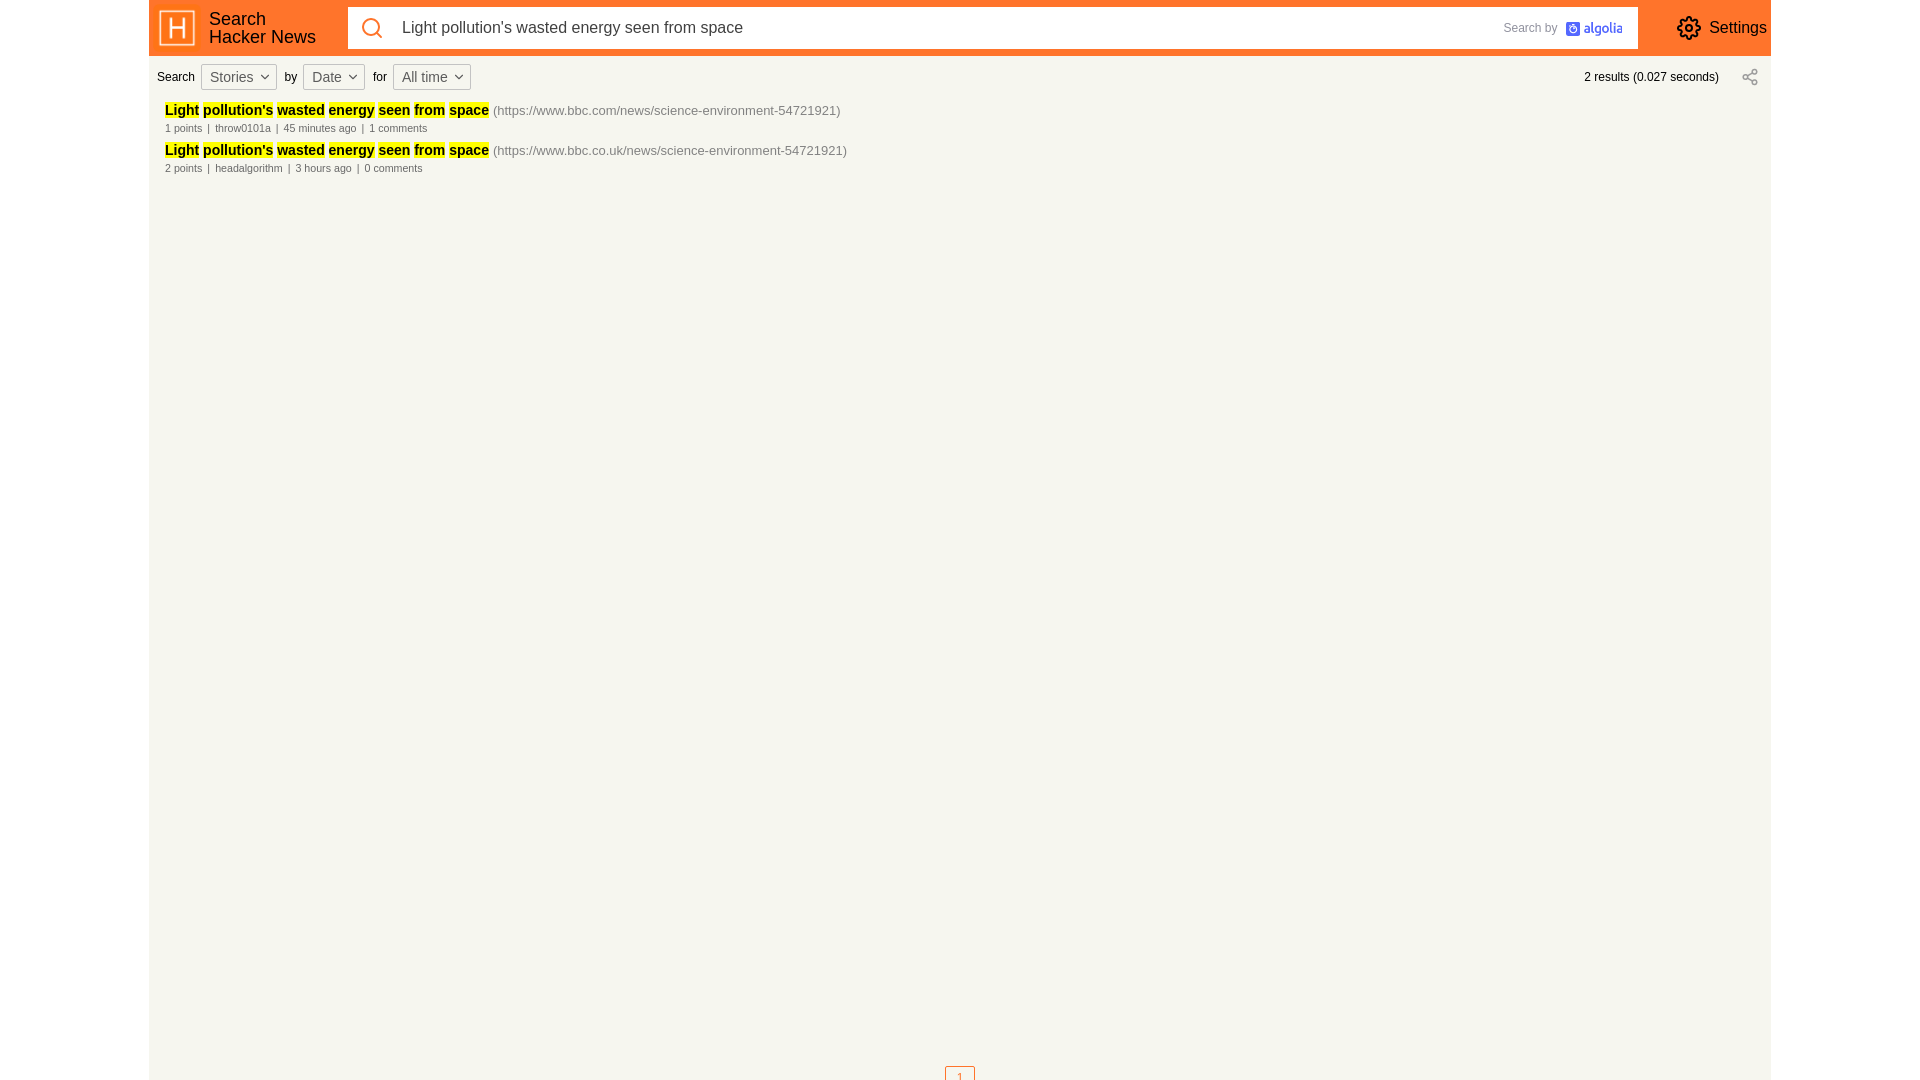 H
Search
Hacker News
Light pollution's wasted energy seen from space
Search by algolia
Settings
Search Stories by Date for All time
2 results (0.027 seconds)
Light pollution's wasted energy seen from space (https://www.bbc.com/news/science-environment-54721921)
1 points | throw0101a | 45 minutes ago | 1 comments
Light pollution's wasted energy seen from space (https://www.bbc.co.uk/news/science-environment-54721921)
2 points | headalgorithm | 3 hours ago | 0 comments
1